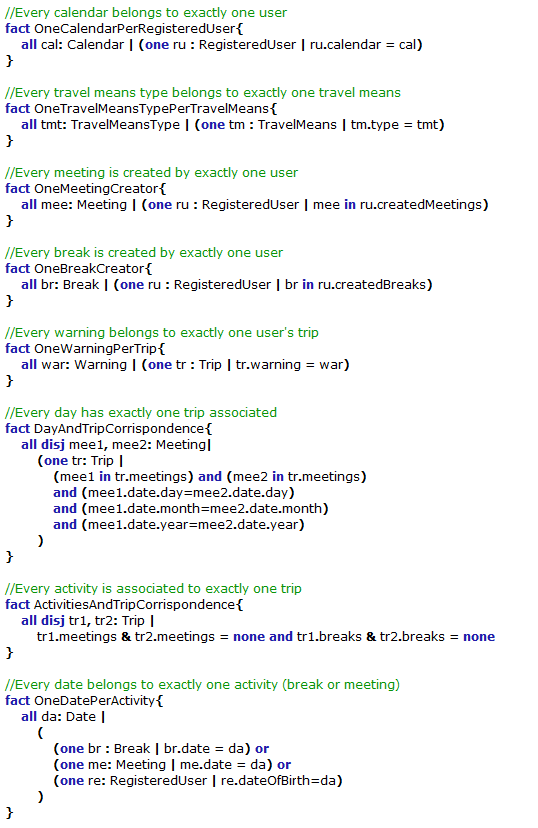 //Every calendar belongs to exactly one user
fact OneCalendarPerRegisteredUser{
all cal: Calendar | (one ru : RegisteredUser | ru.calendar = cal)
}
//Every travel means type belongs to exactly one travel means
fact OneTravelMeansTypePerTravelMeans{
all tmt: TravelMeansType | (one tm : TravelMeans | tm.type = tmt)
}
//Every meeting is created by exactly one user
fact OneMeetingCreator{
all mee: Meeting | (one ru : RegisteredUser | mee in ru.createdMeetings)
}
//Every break is created by exactly one user
fact OneBreakCreator{
all br: Break | (one ru : RegisteredUser | br in ru.createdBreaks)
}
//Every warning belongs to exactly one user's trip
fact OneWarningPerTrip{
all war: Warning | (one tr : Trip | tr.warning = war)
}
//Every day has exactly one trip associated
fact DayAndTripCorrispondence{
all disj mee1, mee2: Meeting|
(one tr: Trip |
(mee1 in tr.meetings) and (mee2 in tr.meetings)
and (mee1.date.day=mee2.date.day)
and (mee1.date.month=mee2.date.month)
and (mee1.date.year=mee2.date.year)
)
}
//Every activity is associated to exactly one trip
fact ActivitiesAndTripCorrispondence{
all disj tr1, tr2: Trip |
tr1.meetings & tr2.meetings = none and tr1.breaks & tr2.breaks = none
}
//Every date belongs to exactly one activity (break or meeting)
fact OneDatePerActivity{
all da: Date |
(
(one br : Break | br.date = da) or
(one me: Meeting | me.date = da) or
(one re: RegisteredUser | re.dateOfBirth=da)
)
}